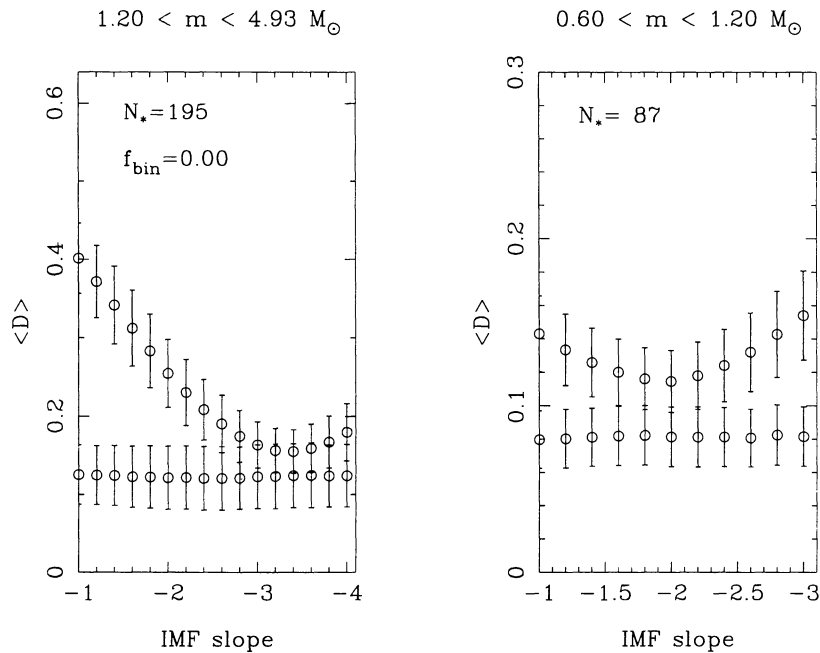 1.20 < m < 4.93 M⊙
0.60 < m < 1.20 M⊙
N*=195
f_bin=0.00
<D>
0.6
0.4
0.2
0
-1
-2
-3
-4
IMF slope
N*= 87
<D>
0.3
0.2
0.1
0
-1
-1.5
-2
-2.5
-3
IMF slope